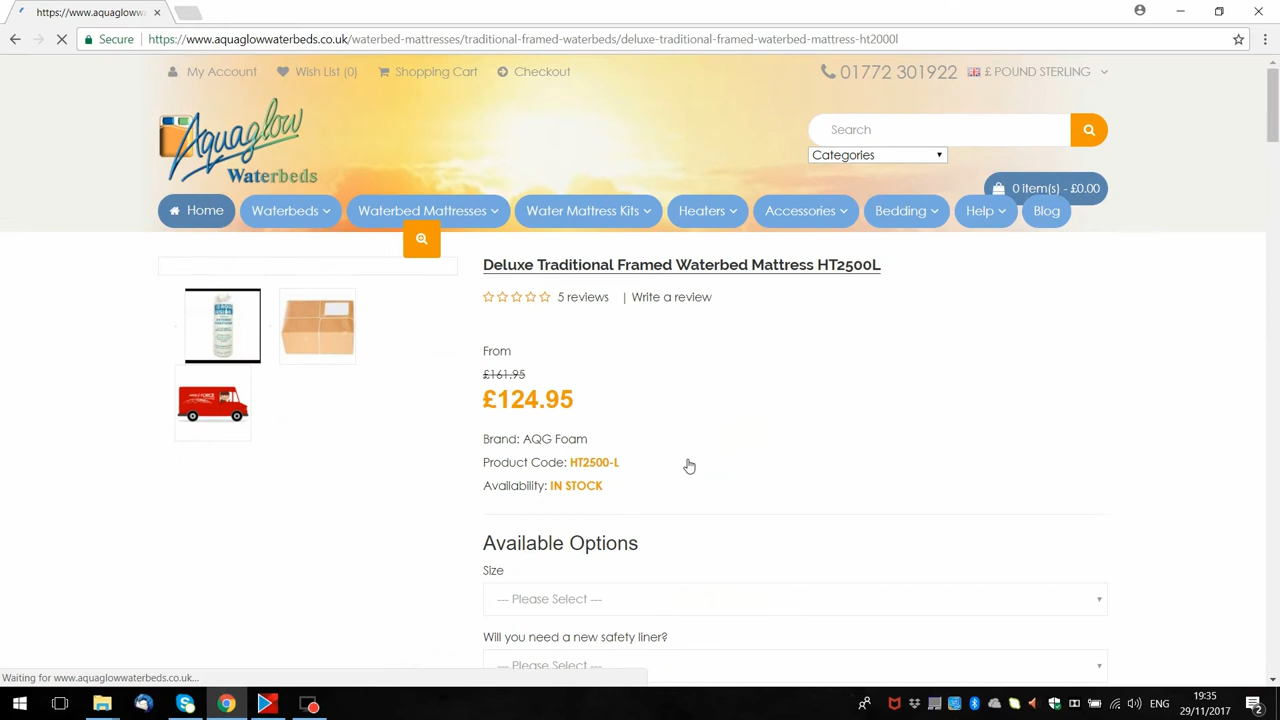 https://www.aquagloww
Secure
https://www.aquaglowwaterbeds.co.uk/waterbed-mattresses/traditional-framed-waterbeds/deluxe-traditional-framed-waterbed-mattress-ht2000l
My Account
Wish List (0)
Shopping Cart
Checkout
01772 301922
£ POUND STERLING
Aquaglow
Waterbeds
Search
Categories
0 item(s) - £0.00
Home
Waterbeds
Waterbed Mattresses
Water Mattress Kits
Heaters
Accessories
Bedding
Help
Blog
Deluxe Traditional Framed Waterbed Mattress HT2500L
5 reviews | Write a review
From
£161.95
£124.95
Brand: AQG Foam
Product Code: HT2500-L
Availability: IN STOCK
Available Options
Size
--- Please Select ---
Will you need a new safety liner?
--- Please Select ---
Waiting for www.aquaglowwaterbeds.co.uk...
ENG
19:35
29/11/2017
2